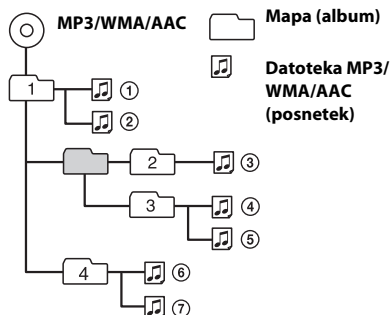 MP3/WMA/AAC
Mapa (album)
Datoteka MP3/
WMA/AAC
(posnetek)
1
①
②
2
③
3
④
⑤
4
⑥
⑦